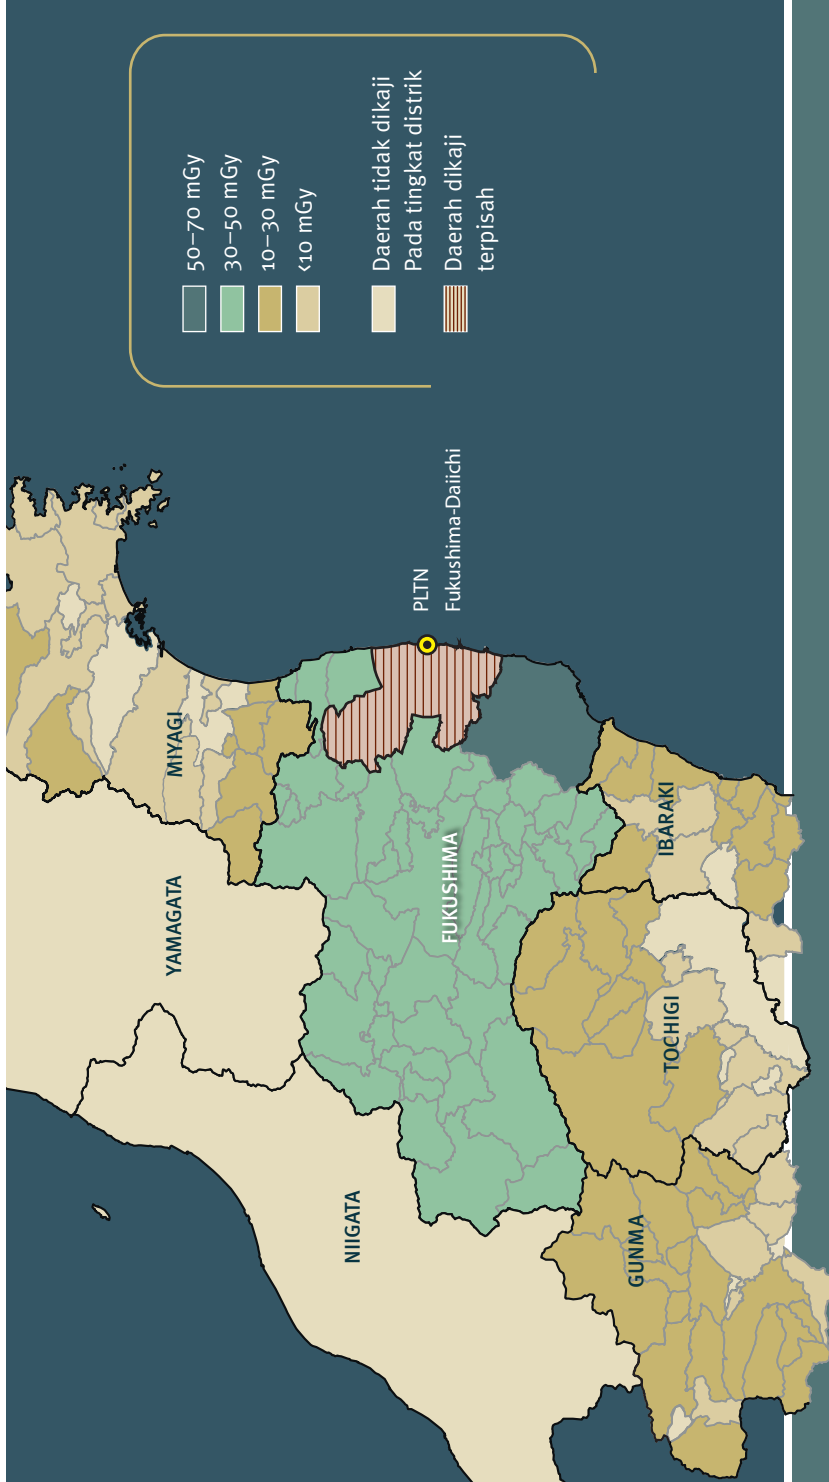 50–70 mGy
30–50 mGy
10–30 mGy
<10 mGy
Daerah tidak dikaji
Pada tingkat distrik
Daerah dikaji
terpisah
YAMAGATA
MIYAGI
NIIGATA
FUKUSHIMA
PLTN
Fukushima-Daiichi
GUNMA
TOCHIGI
IBARAKI